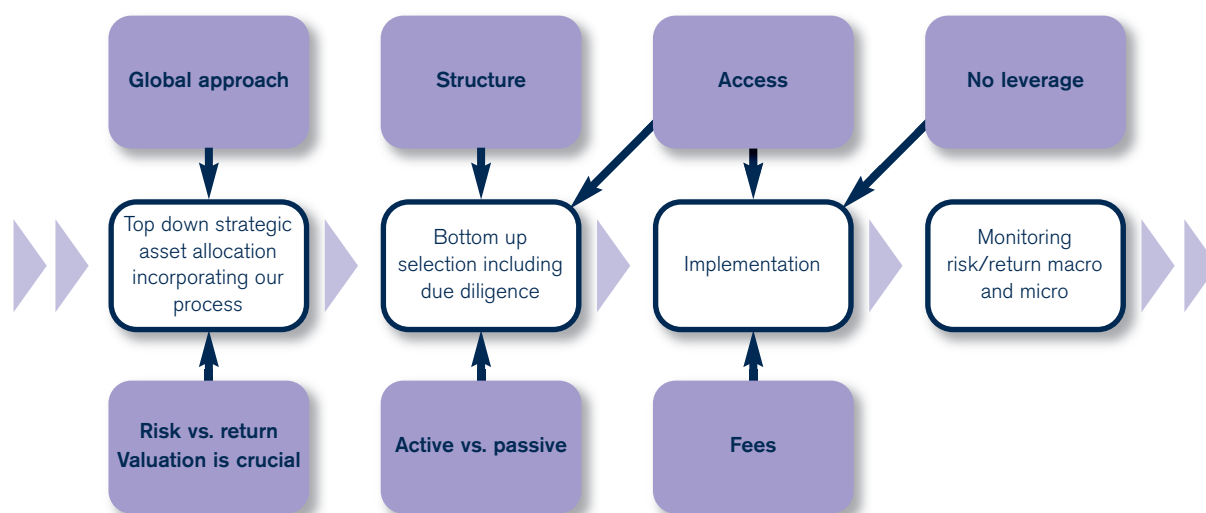 Global approach
Structure
Access
No leverage
Top down strategic
asset allocation
incorporating our
process
Bottom up
selection including
due diligence
Implementation
Monitoring
risk/return macro
and micro
Risk vs. return
Valuation is crucial
Active vs. passive
Fees